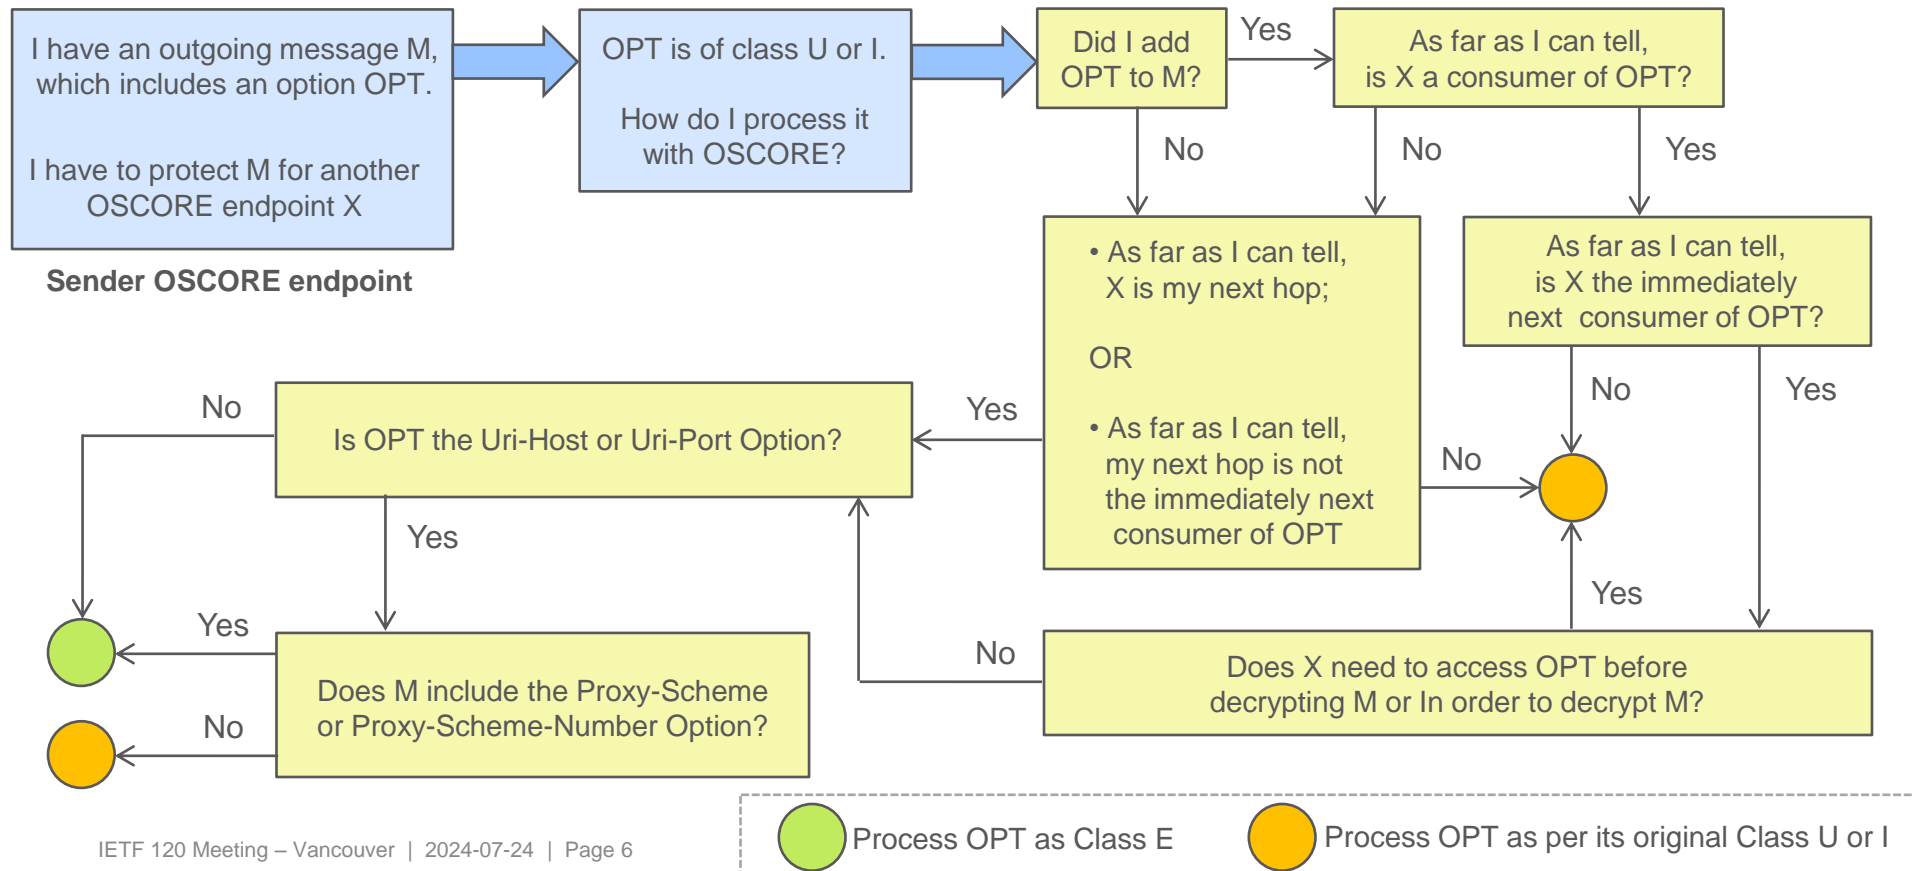 I have an outgoing message M,
which includes an option OPT.
I have to protect M for another
OSCORE endpoint X
Sender OSCORE endpoint
OPT is of class U or I.
How do I process it
with OSCORE?
Did I add
OPT to M?
Yes
As far as I can tell,
is X a consumer of OPT?
No
No
Yes
• As far as I can tell,
X is my next hop;
OR
• As far as I can tell,
my next hop is not
the immediately next
consumer of OPT
As far as I can tell,
is X the immediately
next consumer of OPT?
No
Yes
No
Yes
Is OPT the Uri-Host or Uri-Port Option?
No
Yes
Yes
No
Does X need to access OPT before
decrypting M or In order to decrypt M?
Yes
Does M include the Proxy-Scheme
or Proxy-Scheme-Number Option?
No
Process OPT as Class E
Process OPT as per its original Class U or I
IETF 120 Meeting – Vancouver | 2024-07-24 | Page 6